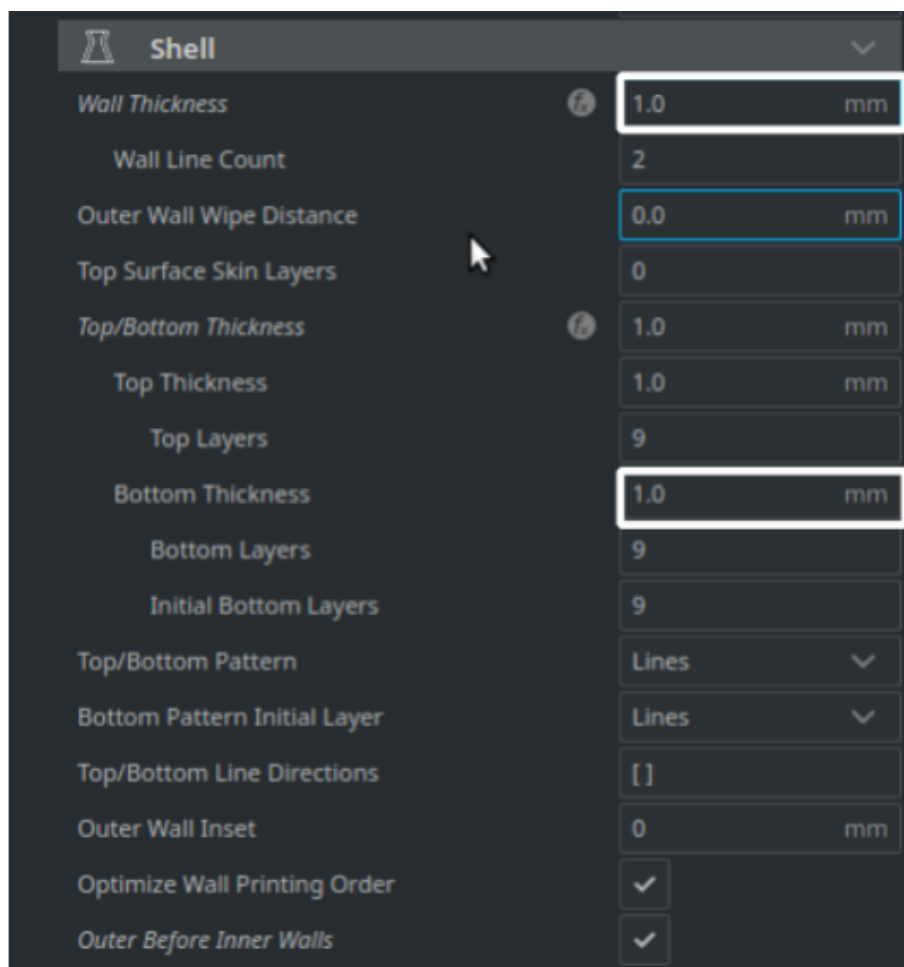 Shell
Wall Thickness 1.0 mm
Wall Line Count 2
Outer Wall Wipe Distance 0.0 mm
Top Surface Skin Layers 0
Top/Bottom Thickness 1.0 mm
Top Thickness 1.0 mm
Top Layers 9
Bottom Thickness 1.0 mm
Bottom Layers 9
Initial Bottom Layers 9
Top/Bottom Pattern Lines
Bottom Pattern Initial Layer Lines
Top/Bottom Line Directions []
Outer Wall Inset 0 mm
Optimize Wall Printing Order
Outer Before Inner Walls